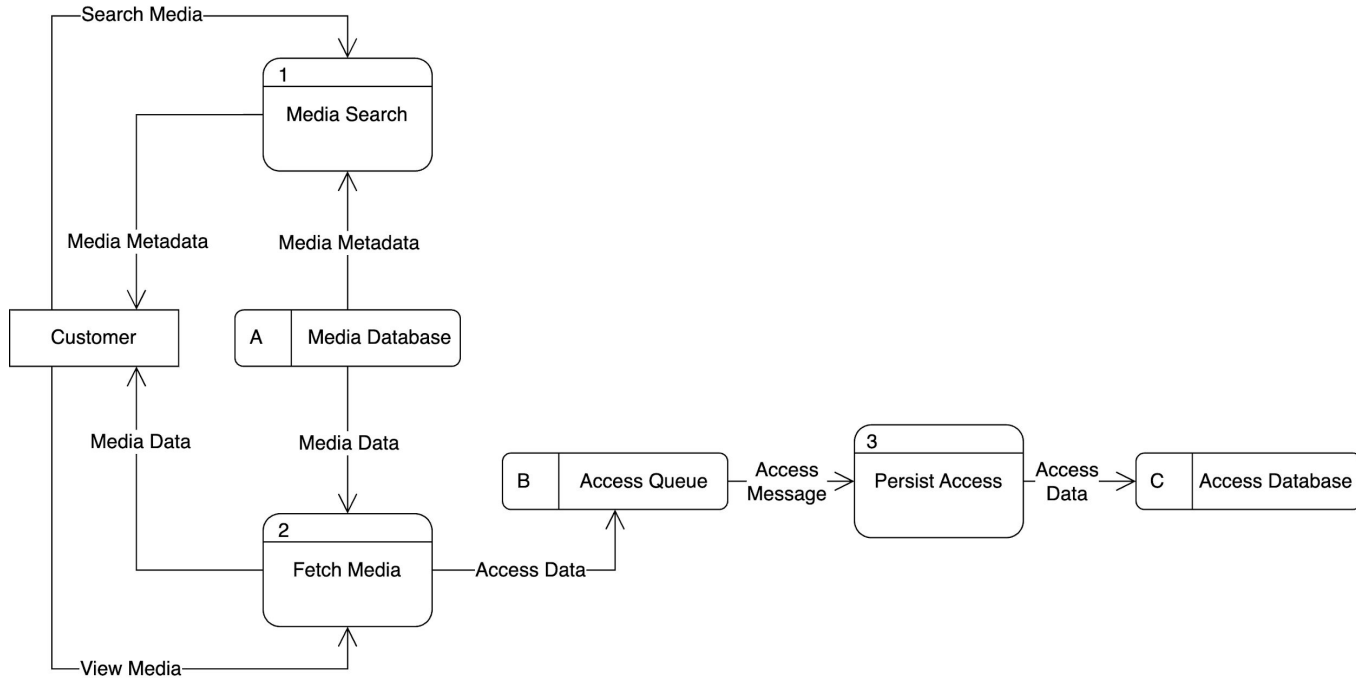 Search Media
1
Media Search
Media Metadata
Media Metadata
Customer
A
Media Database
Media Data
Media Data
3
B
Access Queue
Access
Message
Persist Access
Access
Data
C
Access Database
2
Fetch Media
Access Data
View Media